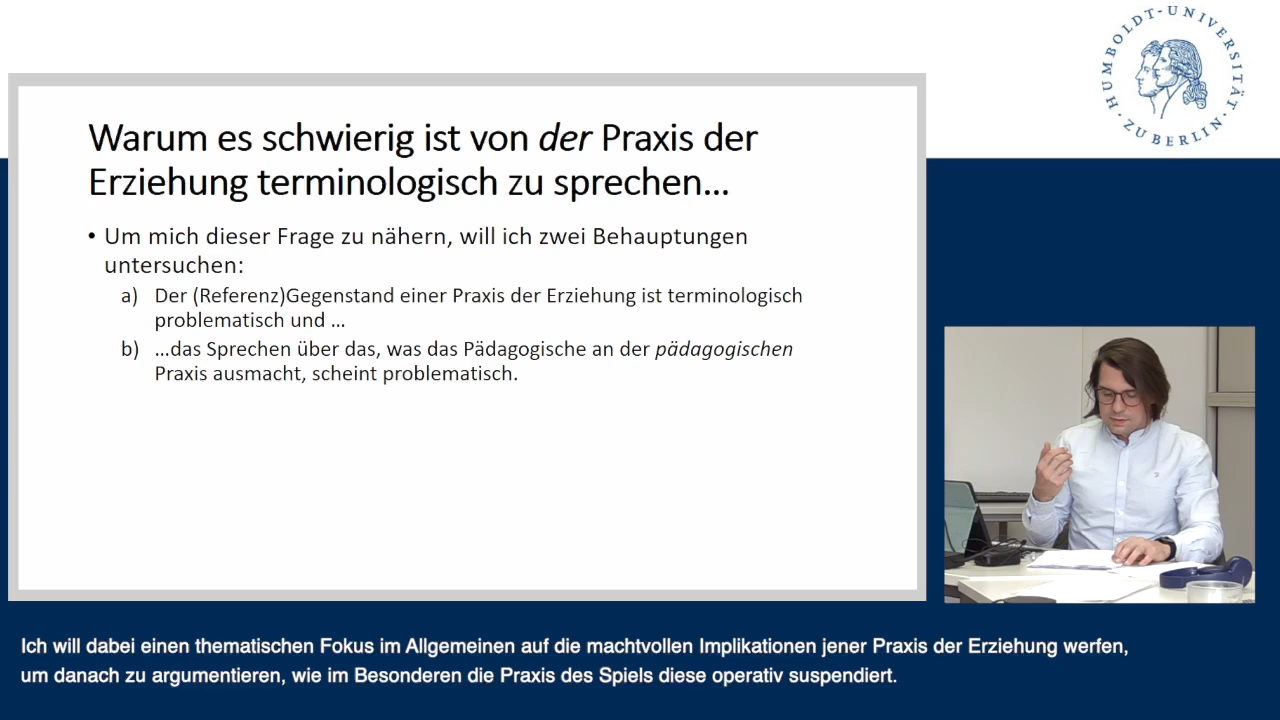 HUMBOLDT-UNIVERSITÄT
ZU BERLIN
Warum es schwierig ist von der Praxis der
Erziehung terminologisch zu sprechen…
• Um mich dieser Frage zu nähern, will ich zwei Behauptungen
untersuchen:
a) Der (Referenz)Gegenstand einer Praxis der Erziehung ist terminologisch
problematisch und …
b) …das Sprechen über das, was das Pädagogische an der pädagogischen
Praxis ausmacht, scheint problematisch.
Ich will dabei einen thematischen Fokus im Allgemeinen auf die machtvollen Implikationen jener Praxis der Erziehung werfen,
um danach zu argumentieren, wie im Besonderen die Praxis des Spiels diese operativ suspendiert.